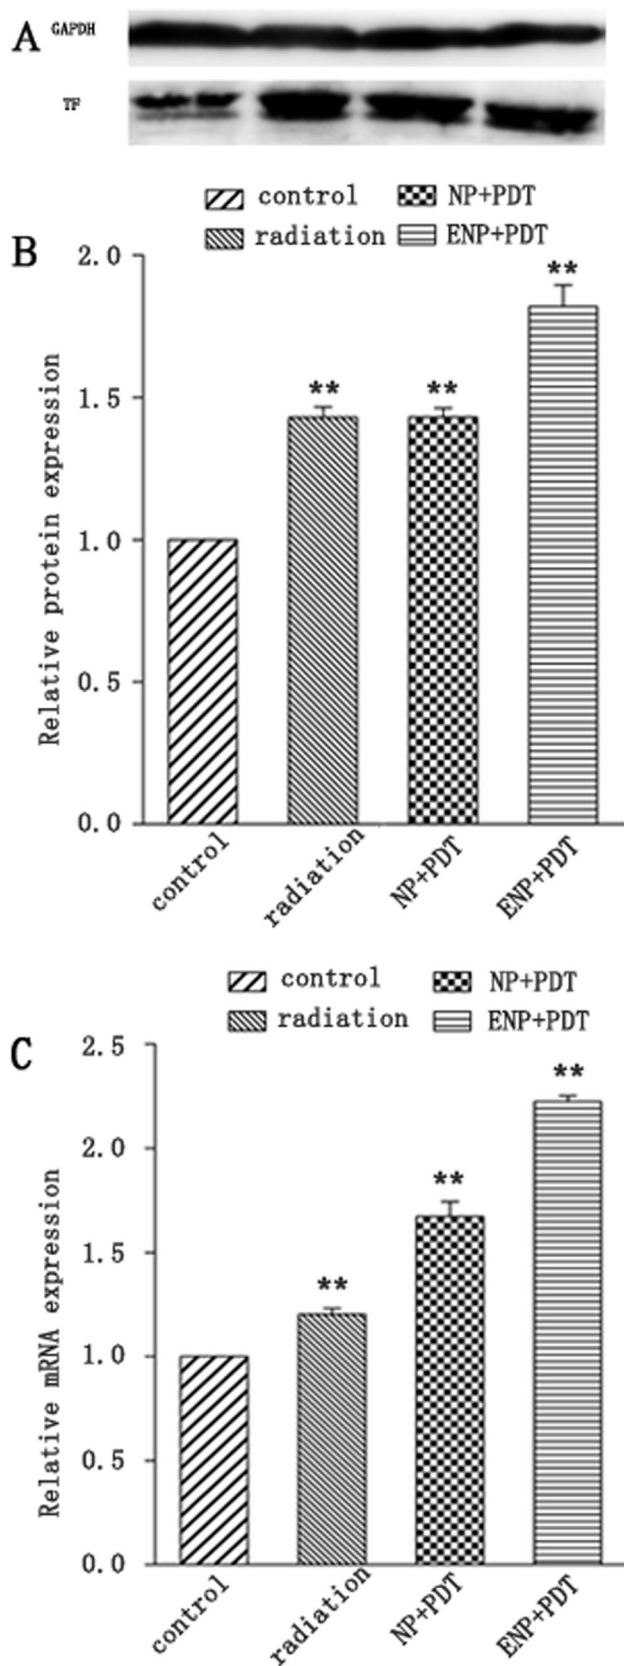 A GAPDH
TF
control NP+PDT
radiation ENP+PDT
B
2.0
**
1.5
** **
1.0
0.5
0.0
Relative protein expression
control radiation NP+PDT ENP+PDT
control NP+PDT
radiation ENP+PDT
C
2.5
**
2.0
**
1.5
**
1.0
0.5
0.0
Relative mRNA expression
control radiation NP+PDT ENP+PDT